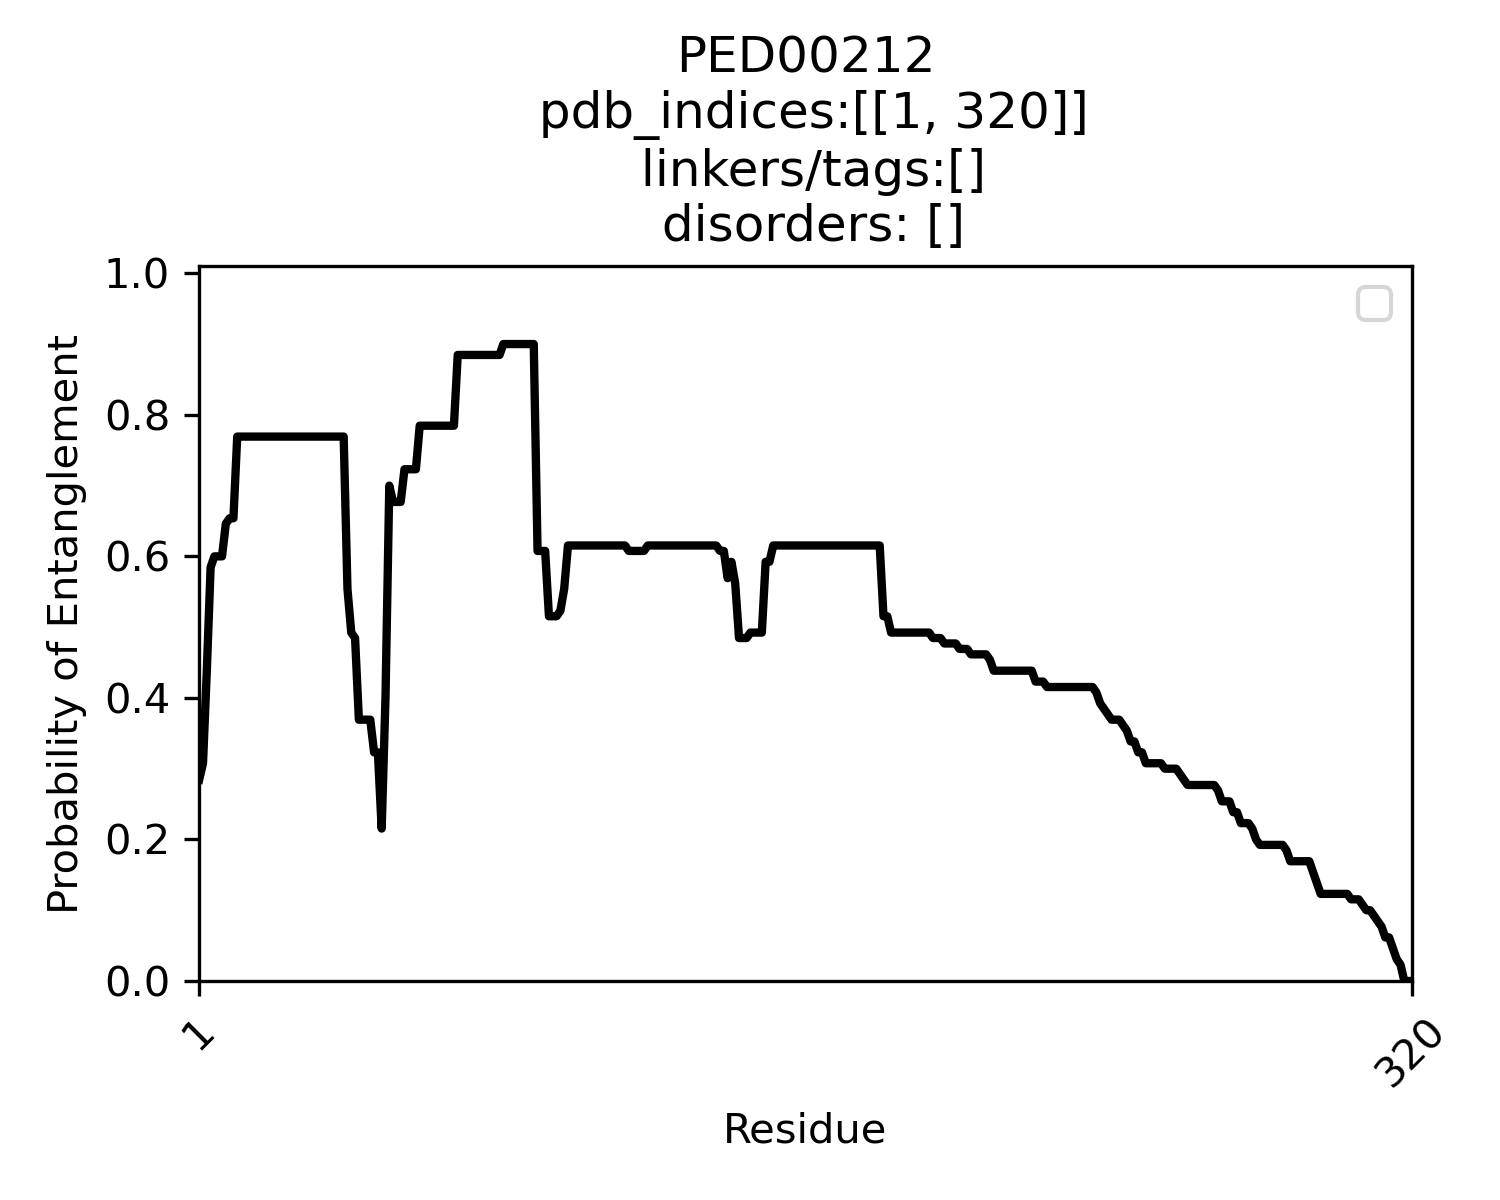 PED00212
pdb_indices:[[1, 320]]
linkers/tags:[]
disorders: []
1.0
0.8
0.6
0.4
0.2
0.0
Probability of Entanglement
1
320
Residue